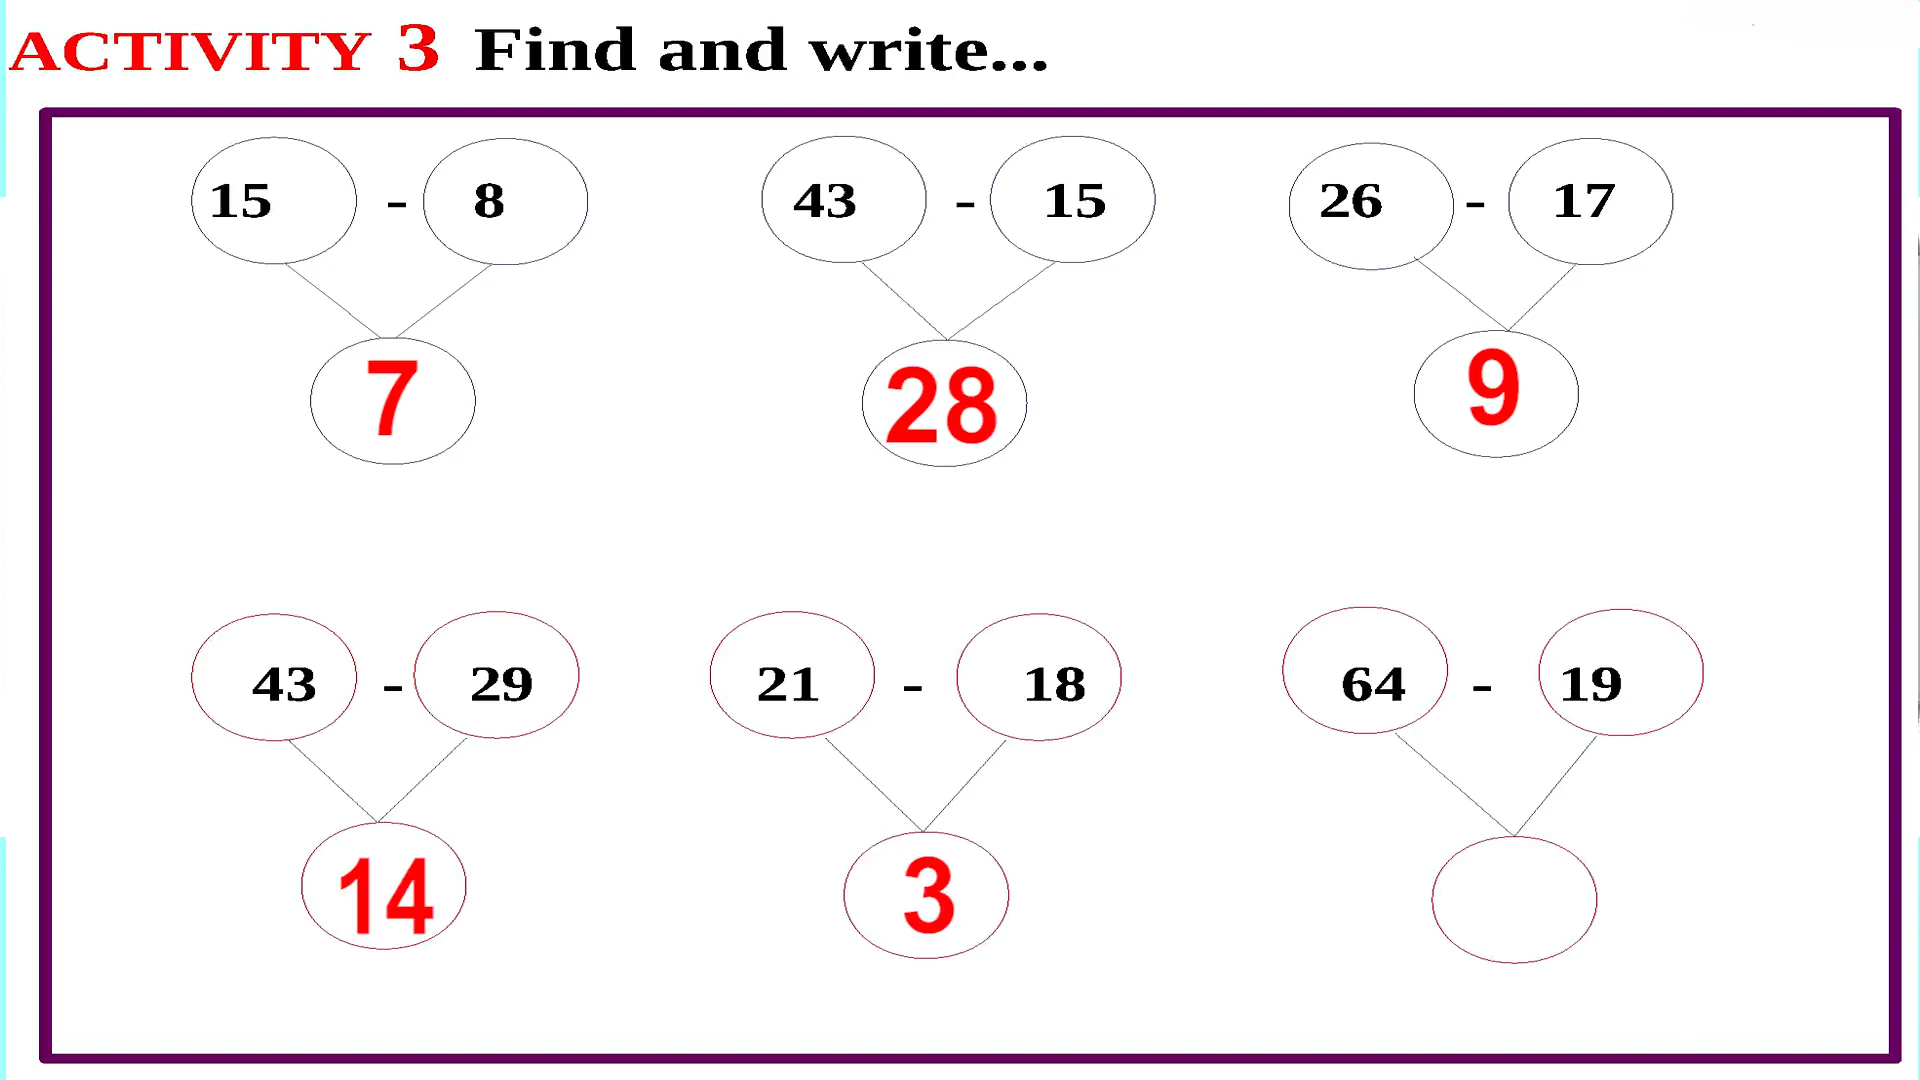 ACTIVITY 3 Find and write...
15 - 8 43 - 15 26 - 17
7 28 9
43 - 29 21 - 18 64 - 19
14 3